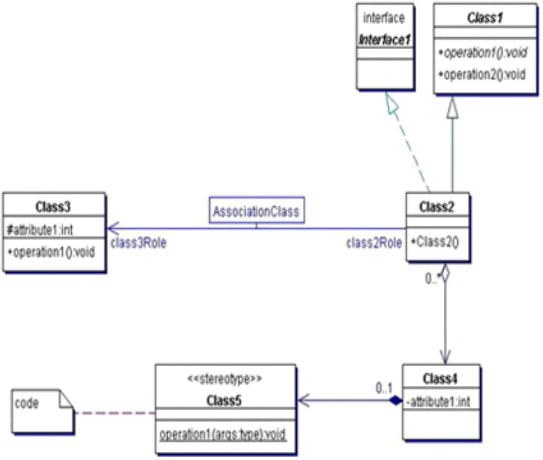 interface
Interface1
Class1
+operation1():void
+operation2():void
Class3
#attribute1:int
+operation1():void
AssociationClass
class3Role
class2Role
Class2
+Class2()
0..*
<<stereotype>>
Class5
operation1(args:type):void
code
0..1
Class4
-attribute1:int